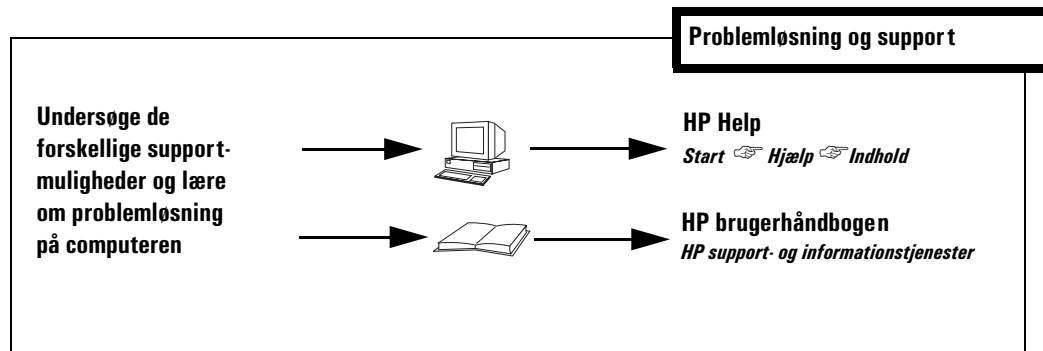 Problemløsning og support
Undersøge de
forskellige support-
muligheder og lære
om problemløsning
på computeren
HP Help
Start ☞ Hjælp ☞ Indhold
HP brugerhåndbogen
HP support- og informationstjenester